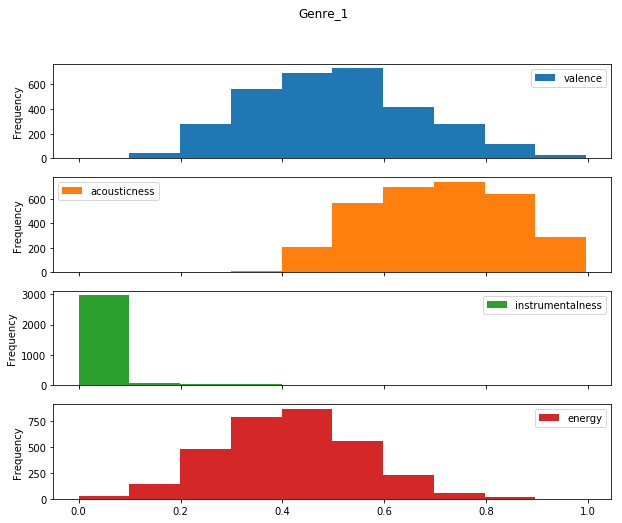 Genre_1
Frequency
600
400
200
0
valence
Frequency
600
400
200
0
acousticness
Frequency
3000
2000
1000
0
instrumentalness
Frequency
750
500
250
0
energy
0.0 0.2 0.4 0.6 0.8 1.0